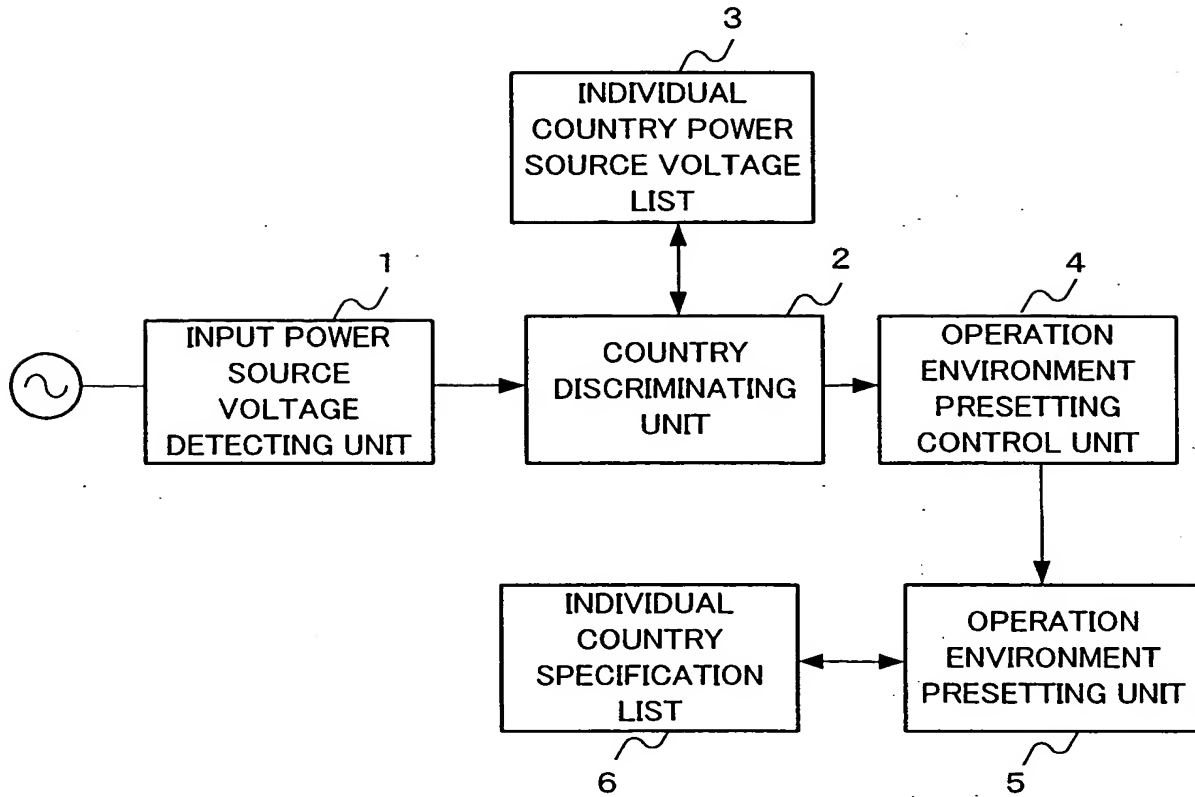 3
INDIVIDUAL
COUNTRY POWER
SOURCE VOLTAGE
LIST
1
INPUT POWER
SOURCE
VOLTAGE
DETECTING UNIT
2
COUNTRY
DISCRIMINATING
UNIT
4
OPERATION
ENVIRONMENT
PRESETTING
CONTROL UNIT
INDIVIDUAL
COUNTRY
SPECIFICATION
LIST
6
OPERATION
ENVIRONMENT
PRESETTING UNIT
5